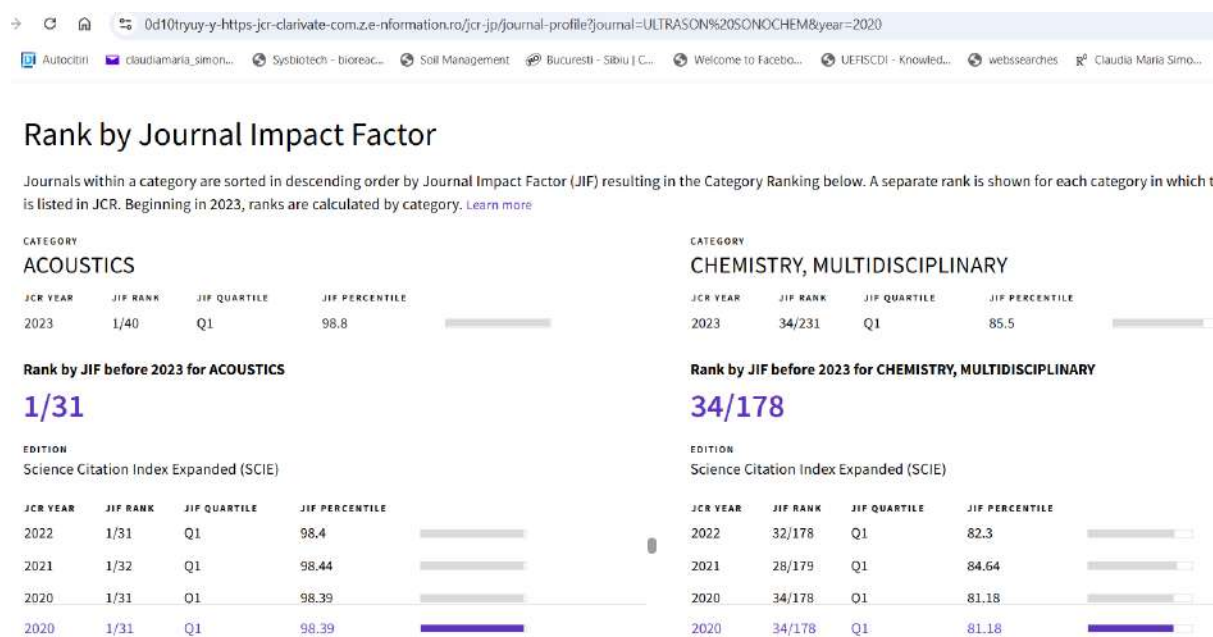 0d10tryuy-y-https-jcr-clarivate-com.z.e-nformation.ro/jcr-jp/journal-profile?journal=ULTRASON%20SONOCHEM&year=2020
Autocitiri claudiamaria_simon... Sysbiotech - bioreac... Soil Management Bucuresti - Sibiu | C... Welcome to Facebo... UEFISCDI - Knowled... webssearches Claudia Maria Simo...
Rank by Journal Impact Factor
Journals within a category are sorted in descending order by Journal Impact Factor (JIF) resulting in the Category Ranking below. A separate rank is shown for each category in which t
is listed in JCR. Beginning in 2023, ranks are calculated by category. Learn more
CATEGORY
ACOUSTICS
JCR YEAR JIF RANK JIF QUARTILE JIF PERCENTILE
2023 1/40 Q1 98.8
Rank by JIF before 2023 for ACOUSTICS
1/31
EDITION
Science Citation Index Expanded (SCIE)
JCR YEAR JIF RANK JIF QUARTILE JIF PERCENTILE
2022 1/31 Q1 98.4
2021 1/32 Q1 98.44
2020 1/31 Q1 98.39
2020 1/31 Q1 98.39
CATEGORY
CHEMISTRY, MULTIDISCIPLINARY
JCR YEAR JIF RANK JIF QUARTILE JIF PERCENTILE
2023 34/231 Q1 85.5
Rank by JIF before 2023 for CHEMISTRY, MULTIDISCIPLINARY
34/178
EDITION
Science Citation Index Expanded (SCIE)
JCR YEAR JIF RANK JIF QUARTILE JIF PERCENTILE
2022 32/178 Q1 82.3
2021 28/179 Q1 84.64
2020 34/178 Q1 81.18
2020 34/178 Q1 81.18